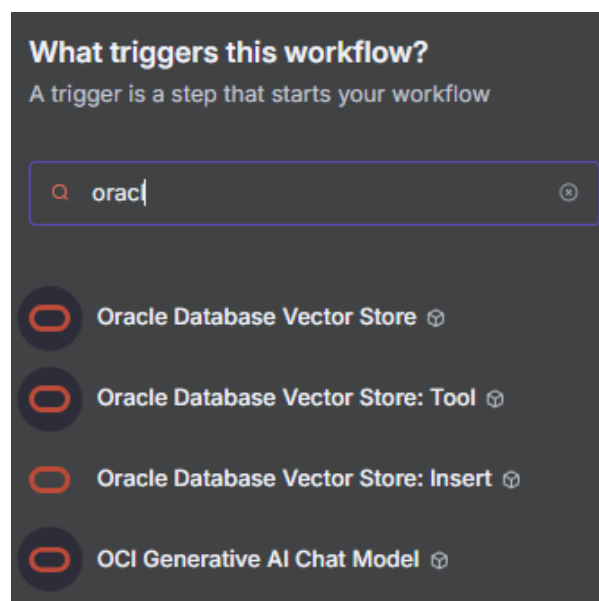 What triggers this workflow?
A trigger is a step that starts your workflow
oracl
Oracle Database Vector Store
Oracle Database Vector Store: Tool
Oracle Database Vector Store: Insert
OCI Generative AI Chat Model